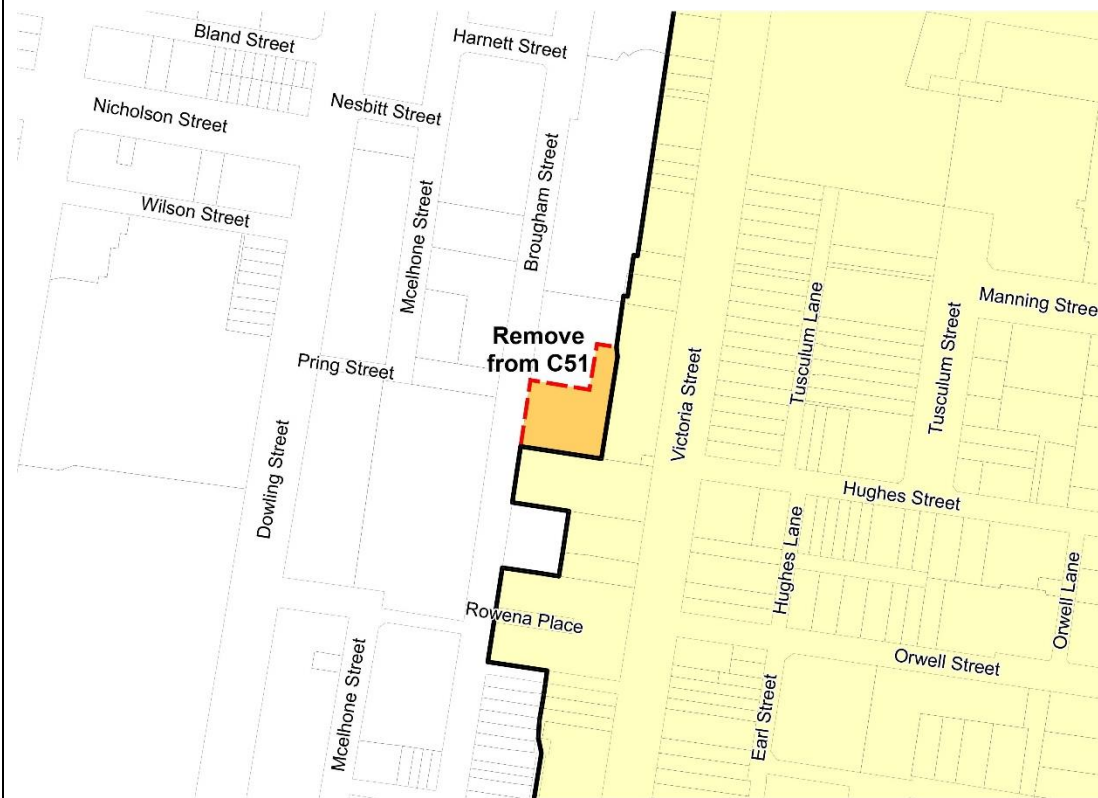 Bland Street
Harnett Street
Nicholson Street
Nesbitt Street
Wilson Street
Mcelhone Street
Brougham Street
Manning Stree
Tusculum Lane
Tusculum Street
Remove
from C51
Pring Street
Victoria Street
Dowling Street
Hughes Street
Hughes Lane
Orwell Lane
Rowena Place
Orwell Street
Mcelhone Street
Earl Street